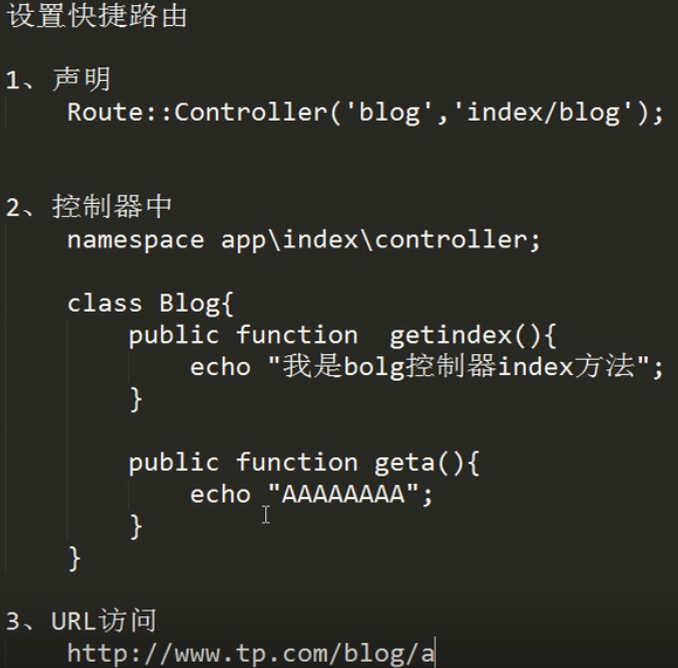 设置快捷路由
1、声明
Route::Controller('blog','index/blog');
2、控制器中
namespace app\index\controller;
class Blog{
public function  getindex(){
echo "我是bolg控制器index方法";
}
public function geta(){
echo "AAAAAAAA";
}
}
3、URL访问
http://www.tp.com/blog/a